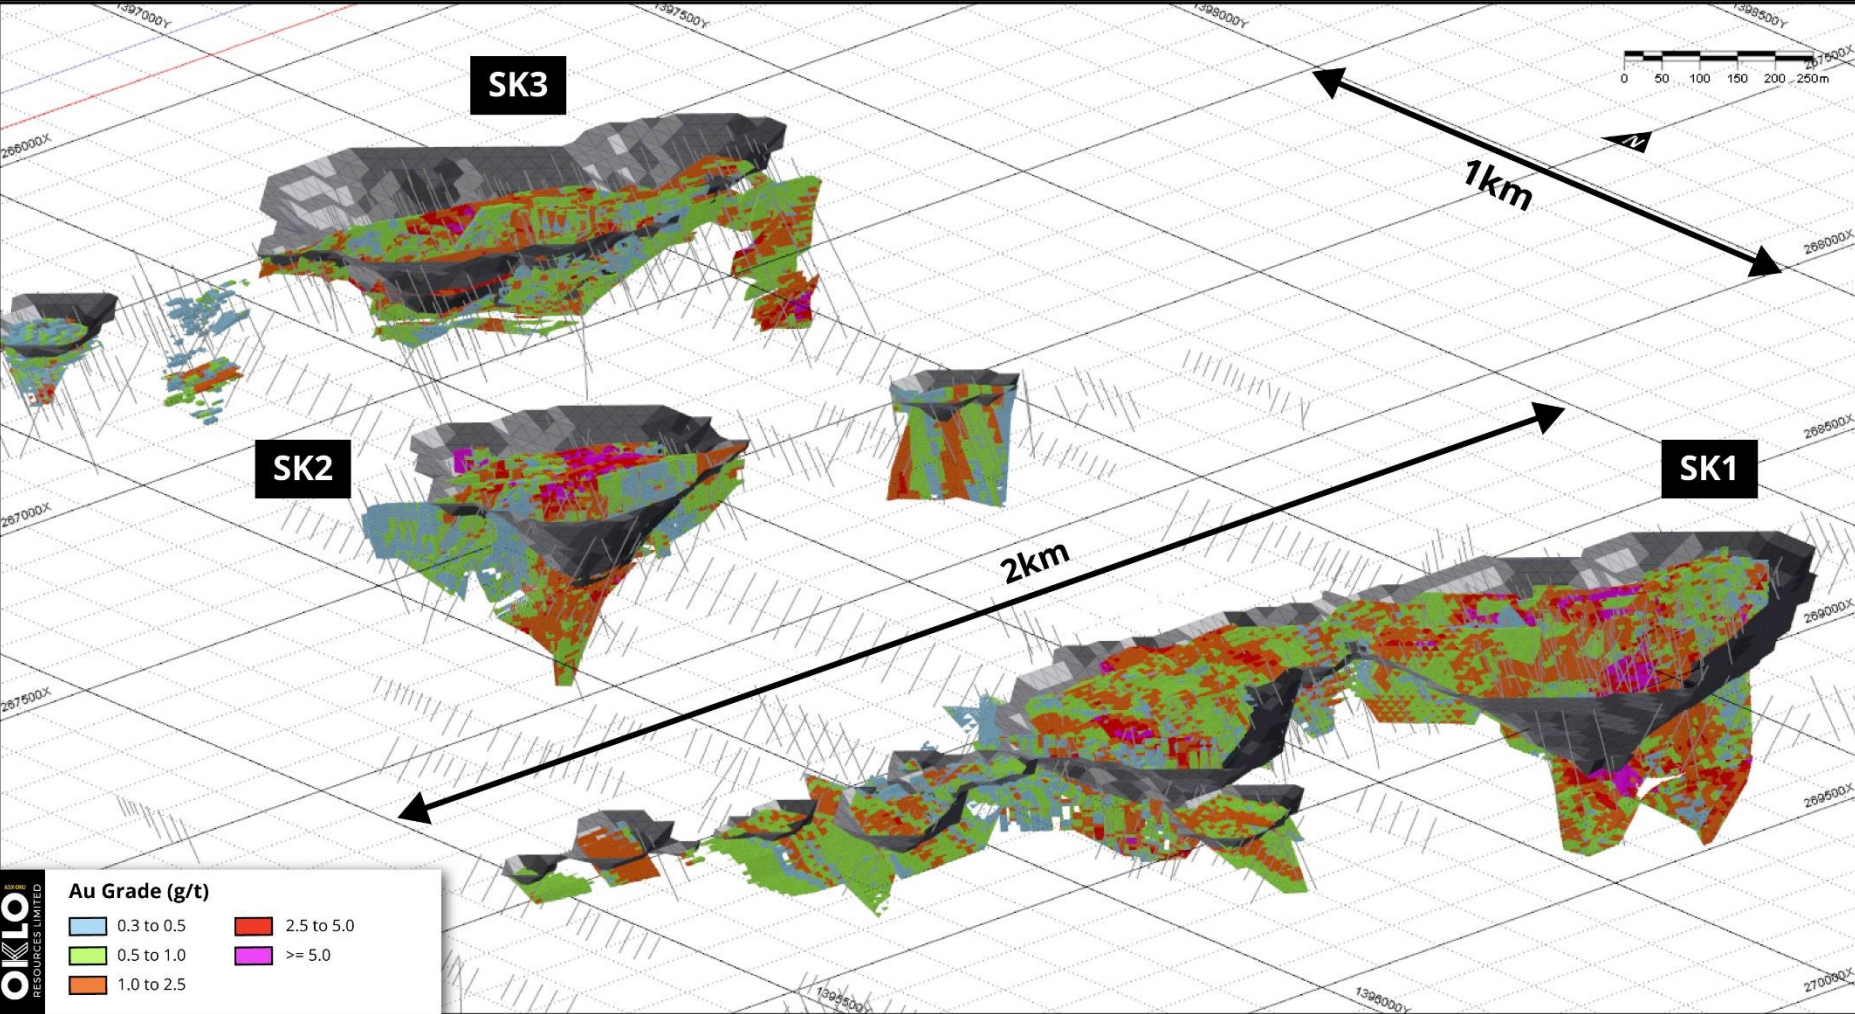 1397000Y
1397500Y
1398000Y
1398500Y
SK3
0 50 100 150 200 250m
267500X
N
1km
266000X
268000X
268500X
SK2
SK1
267000X
2km
269000X
267500X
269500X
270000X
1395500Y
1396000Y
Au Grade (g/t)
0.3 to 0.5
0.5 to 1.0
1.0 to 2.5
2.5 to 5.0
>= 5.0
ASX:OKU
OKLO
RESOURCES LIMITED